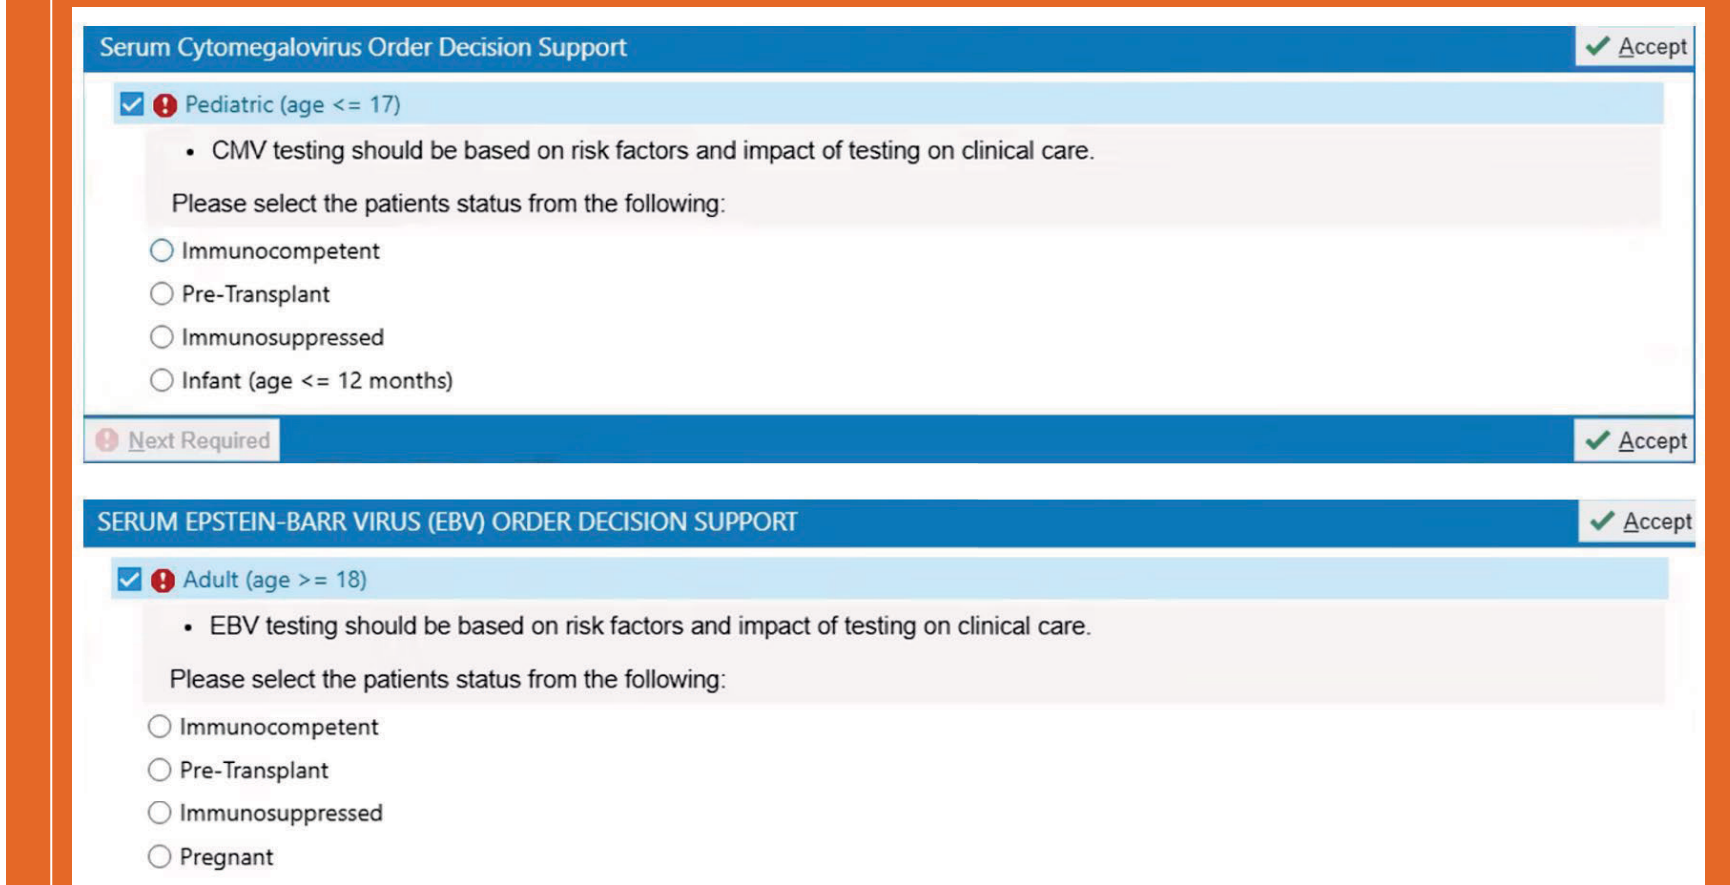 Serum Cytomegalovirus Order Decision Support
Accept
Pediatric (age <= 17)
• CMV testing should be based on risk factors and impact of testing on clinical care.
Please select the patients status from the following:
Immunocompetent
Pre-Transplant
Immunosuppressed
Infant (age <= 12 months)
Next Required
Accept
SERUM EPSTEIN-BARR VIRUS (EBV) ORDER DECISION SUPPORT
Accept
Adult (age >= 18)
• EBV testing should be based on risk factors and impact of testing on clinical care.
Please select the patients status from the following:
Immunocompetent
Pre-Transplant
Immunosuppressed
Pregnant